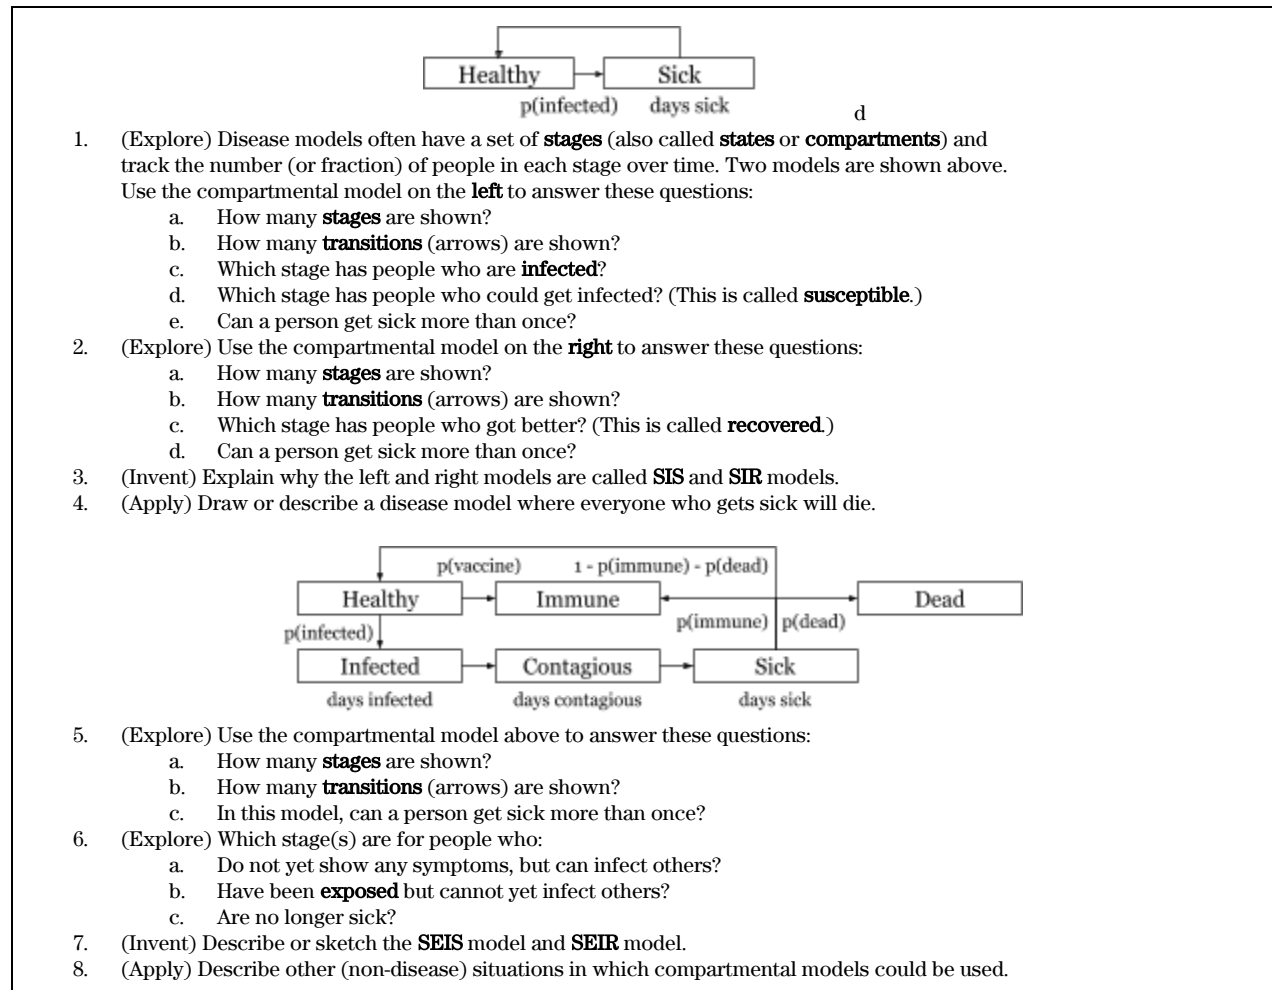 Healthy
Sick
p(infected)
days sick
d
1. (Explore) Disease models often have a set of stages (also called states or compartments) and
track the number (or fraction) of people in each stage over time. Two models are shown above.
Use the compartmental model on the left to answer these questions:
a. How many stages are shown?
b. How many transitions (arrows) are shown?
c. Which stage has people who are infected?
d. Which stage has people who could get infected? (This is called susceptible.)
e. Can a person get sick more than once?
2. (Explore) Use the compartmental model on the right to answer these questions:
a. How many stages are shown?
b. How many transitions (arrows) are shown?
c. Which stage has people who got better? (This is called recovered.)
d. Can a person get sick more than once?
3. (Invent) Explain why the left and right models are called SIS and SIR models.
4. (Apply) Draw or describe a disease model where everyone who gets sick will die.
p(vaccine)
1 - p(immune) - p(dead)
Healthy
Immune
Dead
p(immune)
p(dead)
p(infected)
Infected
Contagious
Sick
days infected
days contagious
days sick
5. (Explore) Use the compartmental model above to answer these questions:
a. How many stages are shown?
b. How many transitions (arrows) are shown?
c. In this model, can a person get sick more than once?
6. (Explore) Which stage(s) are for people who:
a. Do not yet show any symptoms, but can infect others?
b. Have been exposed but cannot yet infect others?
c. Are no longer sick?
7. (Invent) Describe or sketch the SEIS model and SEIR model.
8. (Apply) Describe other (non-disease) situations in which compartmental models could be used.